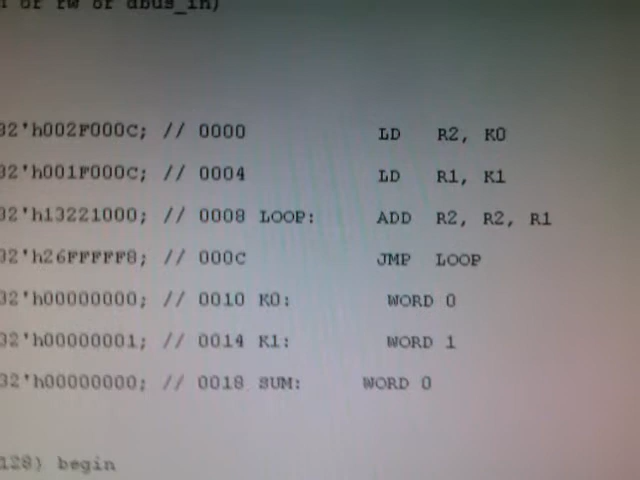 or rw or dbus_in)
32'h002F000C; // 0000 LD R2, K0
32'h001F000C; // 0004 LD R1, K1
32'h13221000; // 0008 LOOP: ADD R2, R2, R1
32'h26FFFFF8; // 000C JMP LOOP
32'h00000000; // 0010 K0: WORD 0
32'h00000001; // 0014 K1: WORD 1
32'h00000000; // 0018 SUM: WORD 0
128) begin